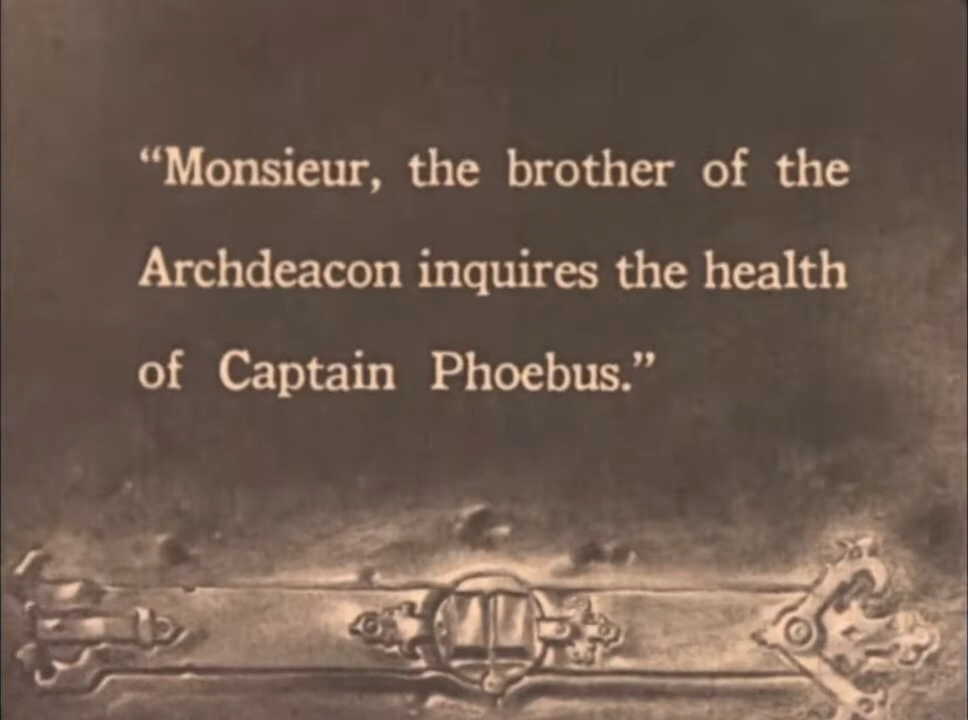 “Monsieur, the brother of the
Archdeacon inquires the health
of Captain Phoebus.”